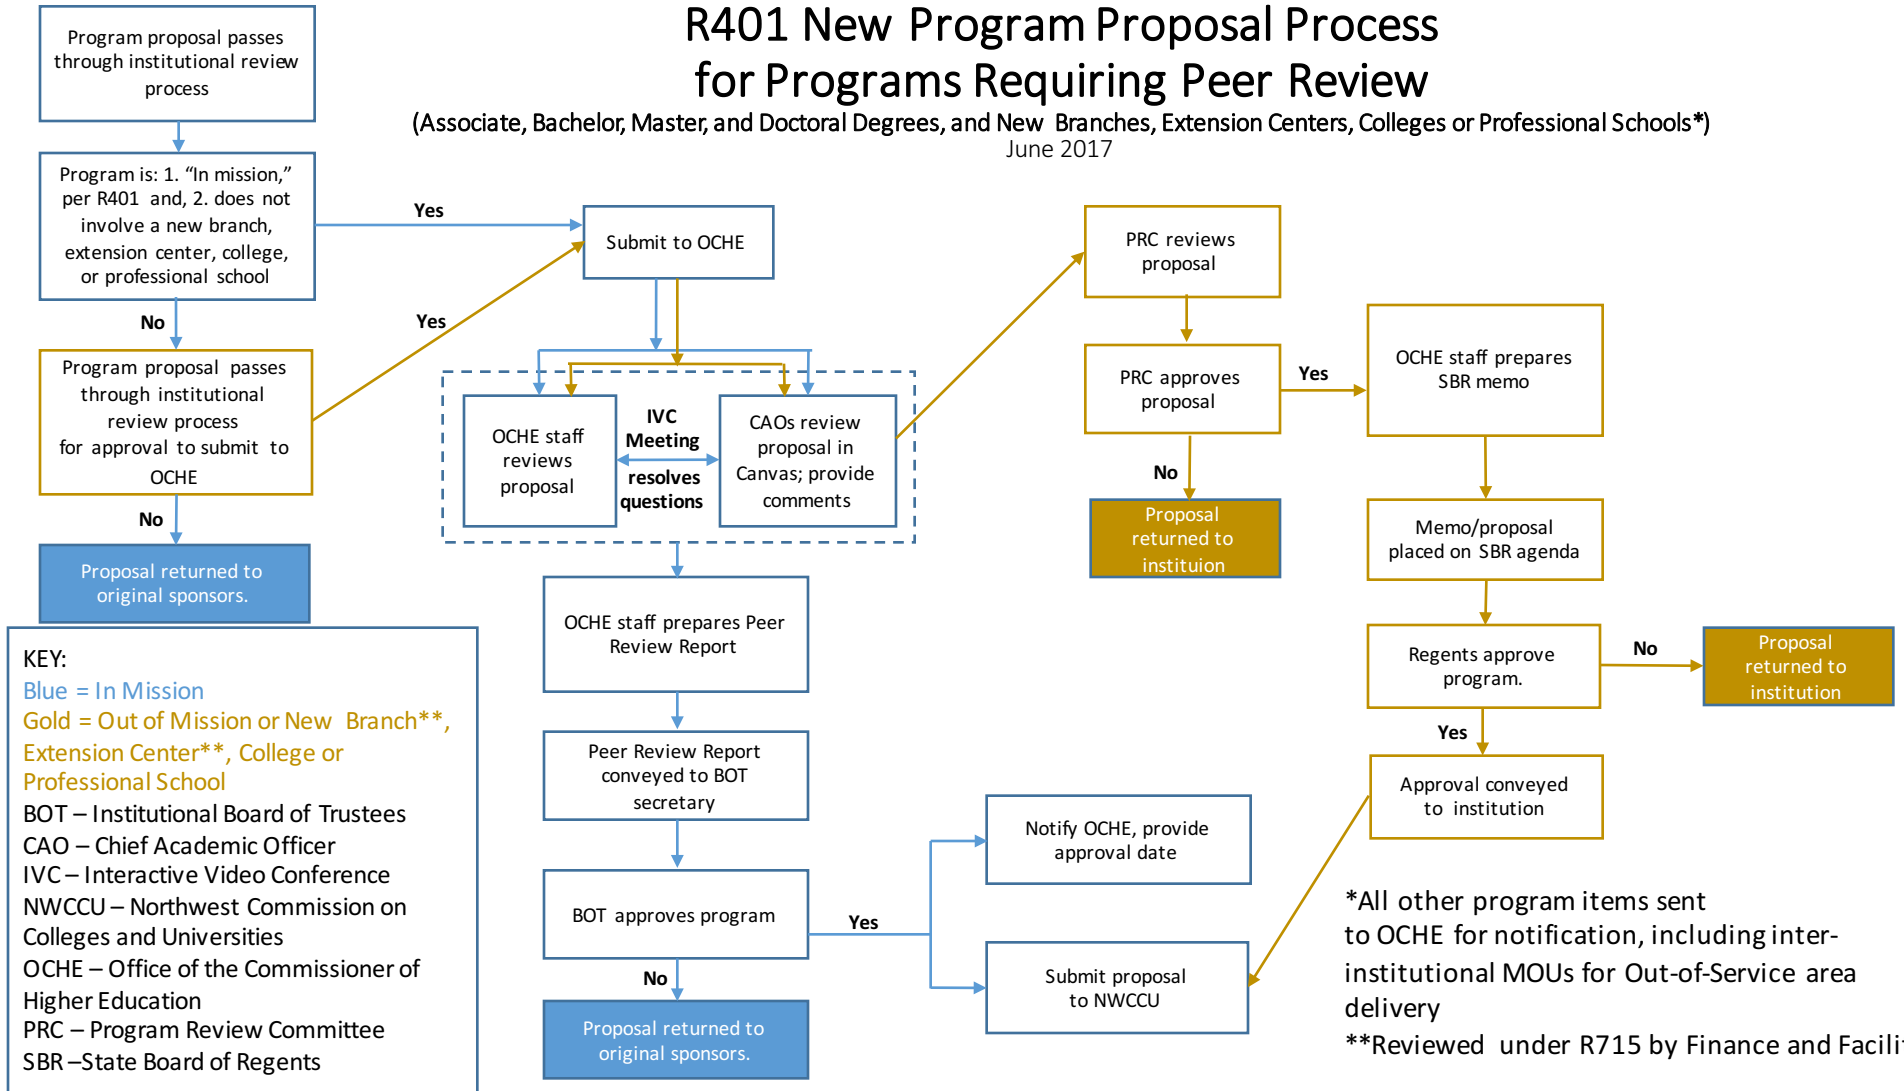 R401 New Program Proposal Process
for Programs Requiring Peer Review
(Associate, Bachelor, Master, and Doctoral Degrees, and New Branches, Extension Centers, Colleges or Professional Schools*)
June 2017
Program proposal passes
through institutional review
process
Program is: 1. “In mission,”
per R401 and, 2. does not
involve a new branch,
extension center, college,
or professional school
Yes
No
Program proposal passes
through institutional
review process
for approval to submit to
OCHE
Yes
No
Proposal returned to
original sponsors.
Submit to OCHE
OCHE staff
reviews
proposal
IVC
Meeting
resolves
questions
CAOs review
proposal in
Canvas; provide
comments
OCHE staff prepares Peer
Review Report
Peer Review Report
conveyed to BOT
secretary
BOT approves program
Yes
No
Proposal returned to
original sponsors.
Notify OCHE, provide
approval date
Submit proposal
to NWCCU
PRC reviews
proposal
PRC approves
proposal
Yes
No
Proposal
returned to
instituion
OCHE staff prepares
SBR memo
Memo/proposal
placed on SBR agenda
Regents approve
program.
No
Proposal
returned to
institution
Yes
Approval conveyed
to institution
KEY:
Blue = In Mission
Gold = Out of Mission or New Branch**,
Extension Center**, College or
Professional School
BOT – Institutional Board of Trustees
CAO – Chief Academic Officer
IVC – Interactive Video Conference
NWCCU – Northwest Commission on
Colleges and Universities
OCHE – Office of the Commissioner of
Higher Education
PRC – Program Review Committee
SBR –State Board of Regents
*All other program items sent
to OCHE for notification, including inter-
institutional MOUs for Out-of-Service area
delivery
**Reviewed under R715 by Finance and